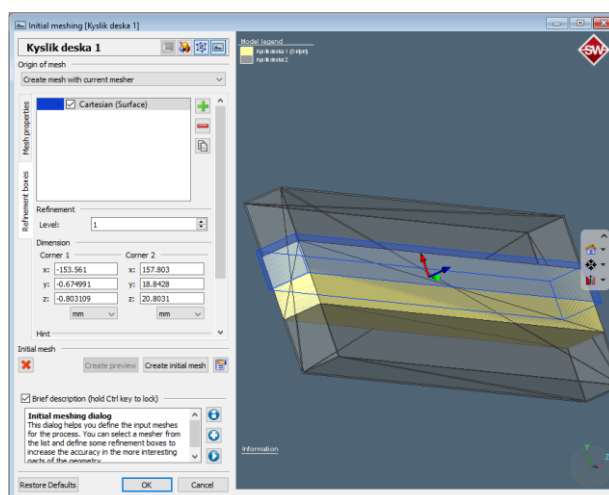 Initial meshing [Kyslik deska 1]
Kyslik deska 1
Origin of mesh
Create mesh with current mesher
Mesh properties
Refinement boxes
Cartesian (Surface)
Refinement
Level: 1
Dimension
Corner 1 Corner 2
x: -153.561 x: 157.803
y: -0.674991 y: 18.8428
z: -0.803109 z: 20.8031
mm mm
Hint
Initial mesh
Create preview Create initial mesh
Brief description (hold Ctrl key to lock)
Initial meshing dialog
This dialog helps you define the input meshes
for the process. You can select a mesher from
the list and define some refinement boxes to
increase the accuracy in the more interesting
parts of the geometry.
Restore Defaults OK Cancel
Model legend
Kyslik deska 1 (Origin)
Kyslik deska 2
SW
Information
Y
Z